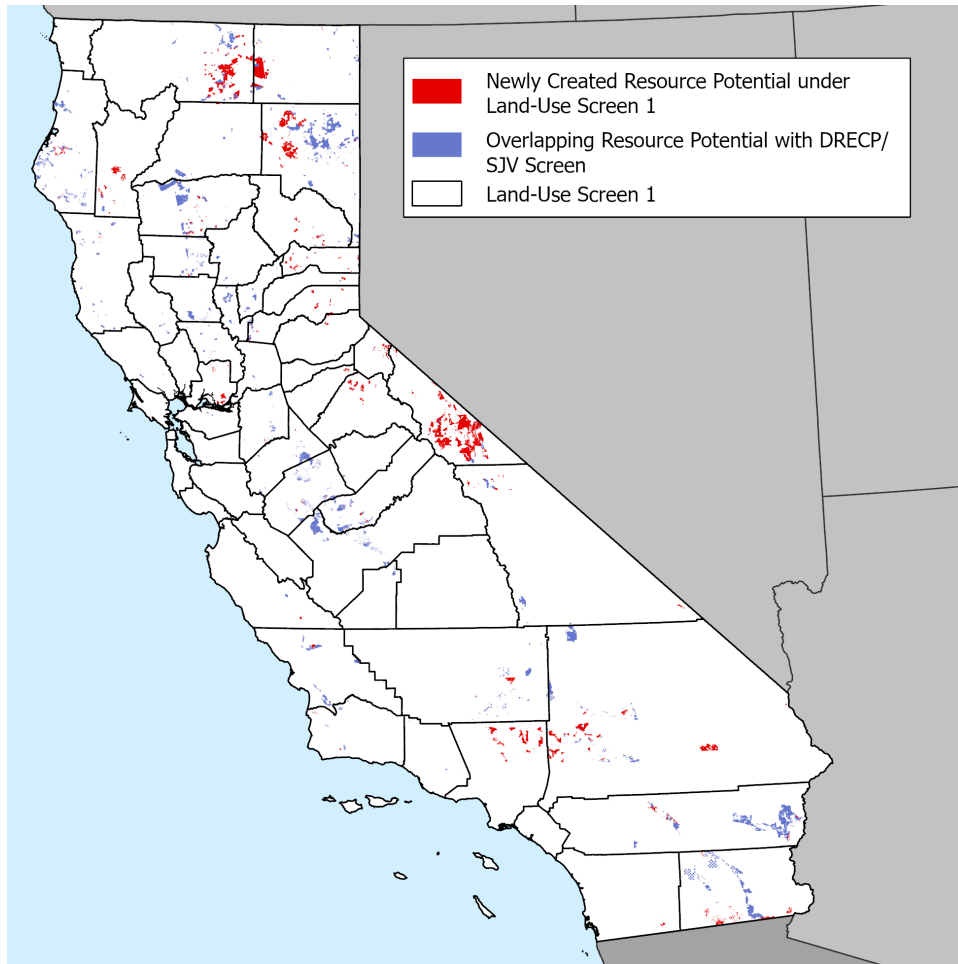 Newly Created Resource Potential under
Land-Use Screen 1
Overlapping Resource Potential with DRECP/
SJV Screen
Land-Use Screen 1